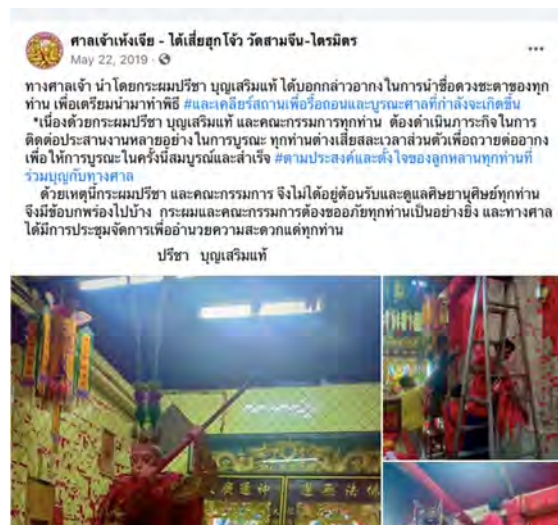 ศาลเจ้าเห้งเจีย - ไต้เสี่ยฮุกโจ้ว วัดสามจีน-ไตรมิตร
May 22, 2019 ·
ทางศาลเจ้า นำโดยกระผมปรีชา บุญเสริมแท้ ได้บอกกล่าวอากงในการนำชื่อดวงชะตาของทุก
ท่าน เพื่อเตรียมนำมาทำพิธี #และเคลียร์สถานเพื่อรื้อถอนและบูรณะศาลที่กำลังจะเกิดขึ้น
*เนื่องด้วยกระผมปรีชา บุญเสริมแท้ และคณะกรรมการทุกท่าน ต้องดำเนินภาระกิจในการ
ติดต่อประสานงานหลายอย่างในการบูรณะ ทุกท่านต่างเสียสละเวลาส่วนตัวเพื่อถวายต่ออากง
เพื่อให้การบูรณะในครั้งนี้สมบูรณ์และสำเร็จ #ตามประสงค์และตั้งใจของลูกหลานทุกท่านที่
ร่วมบุญกับทางศาล
ด้วยเหตุนี้กระผมปรีชา และคณะกรรมการ จึงไม่ได้อยู่ต้อนรับและดูแลศิษยานุศิษย์ทุกท่าน
จึงมีข้อบกพร่องไปบ้าง กระผมและคณะกรรมการต้องขออภัยทุกท่านเป็นอย่างยิ่ง และทางศาล
ได้มีการประชุมจัดการเพื่ออำนวยความสะดวกแด่ทุกท่าน
ปรีชา บุญเสริมแท้